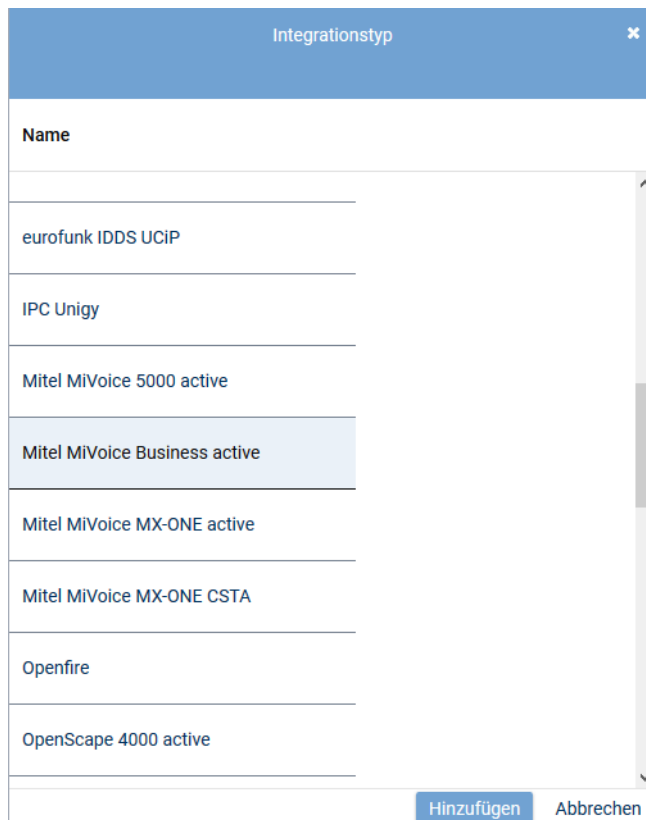 Integrationstyp
Name
eurofunk IDDS UCiP
IPC Unigy
Mitel MiVoice 5000 active
Mitel MiVoice Business active
Mitel MiVoice MX-ONE active
Mitel MiVoice MX-ONE CSTA
Openfire
OpenScape 4000 active
Hinzufügen Abbrechen